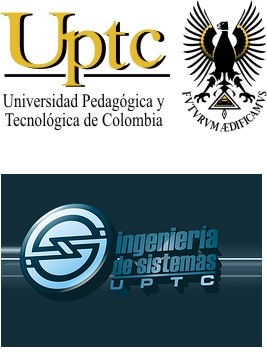 Uptc
Universidad Pedagógica y
Tecnológica de Colombia
FVTVRVM ÆDIFICAMVS
ingeniería
de sistemas
UPTC